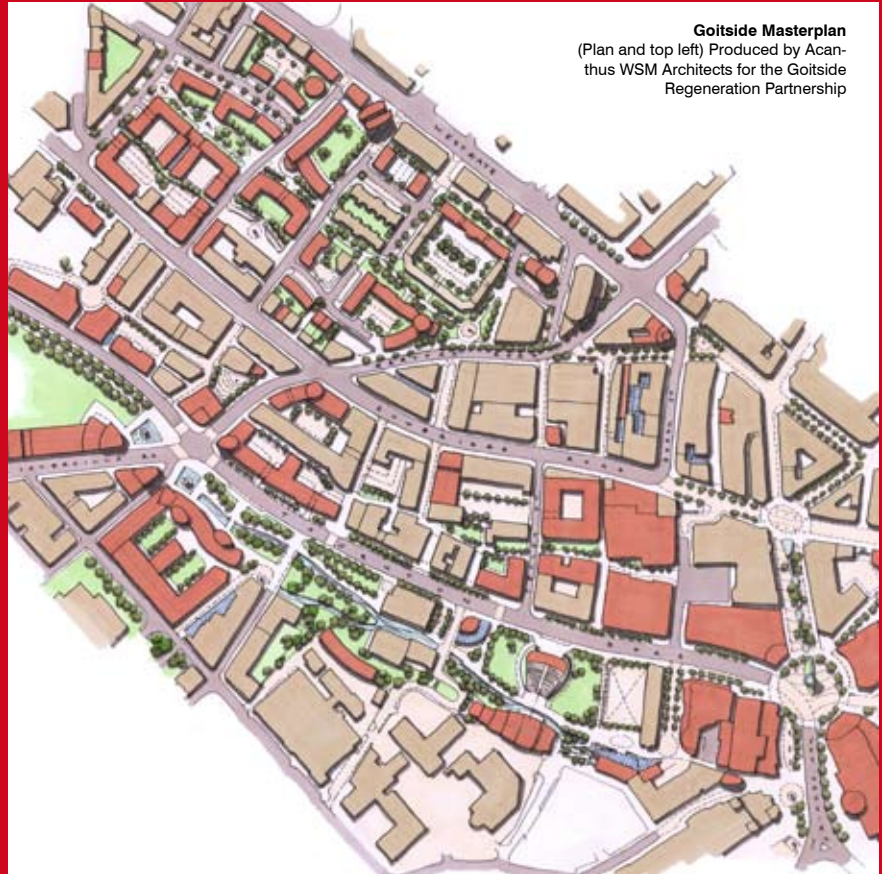 Goitside Masterplan
(Plan and top left) Produced by Acan-
thus WSM Architects for the Goitside
Regeneration Partnership
WESTGATE